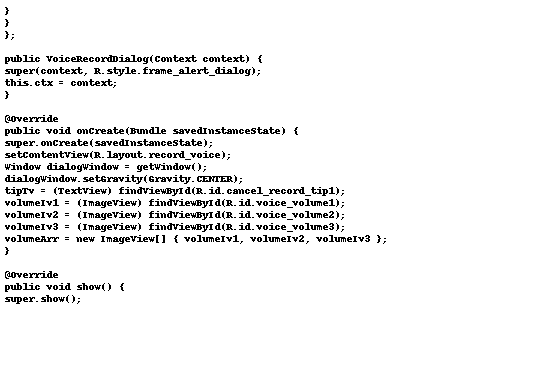 }
}
};

public VoiceRecordDialog(Context context) {
super(context, R.style.frame_alert_dialog);
this.ctx = context;
}

@Override
public void onCreate(Bundle savedInstanceState) {
super.onCreate(savedInstanceState);
setContentView(R.layout.record_voice);
Window dialogWindow = getWindow();
dialogWindow.setGravity(Gravity.CENTER);
tipTv = (TextView) findViewById(R.id.cancel_record_tip1);
volumeIv1 = (ImageView) findViewById(R.id.voice_volume1);
volumeIv2 = (ImageView) findViewById(R.id.voice_volume2);
volumeIv3 = (ImageView) findViewById(R.id.voice_volume3);
volumeArr = new ImageView[] { volumeIv1, volumeIv2, volumeIv3 };
}

@Override
public void show() {
super.show();